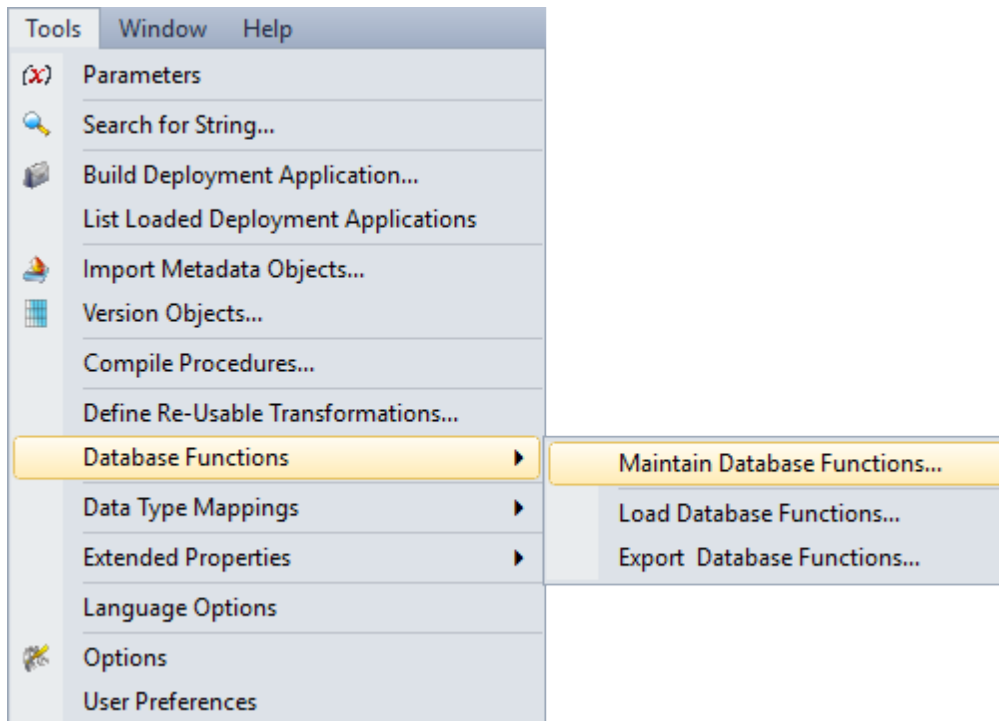 Tools Window Help
(x) Parameters
Search for String...
Build Deployment Application...
List Loaded Deployment Applications
Import Metadata Objects...
Version Objects...
Compile Procedures...
Define Re-Usable Transformations...
Database Functions
Maintain Database Functions...
Data Type Mappings
Load Database Functions...
Extended Properties
Export  Database Functions...
Language Options
Options
User Preferences